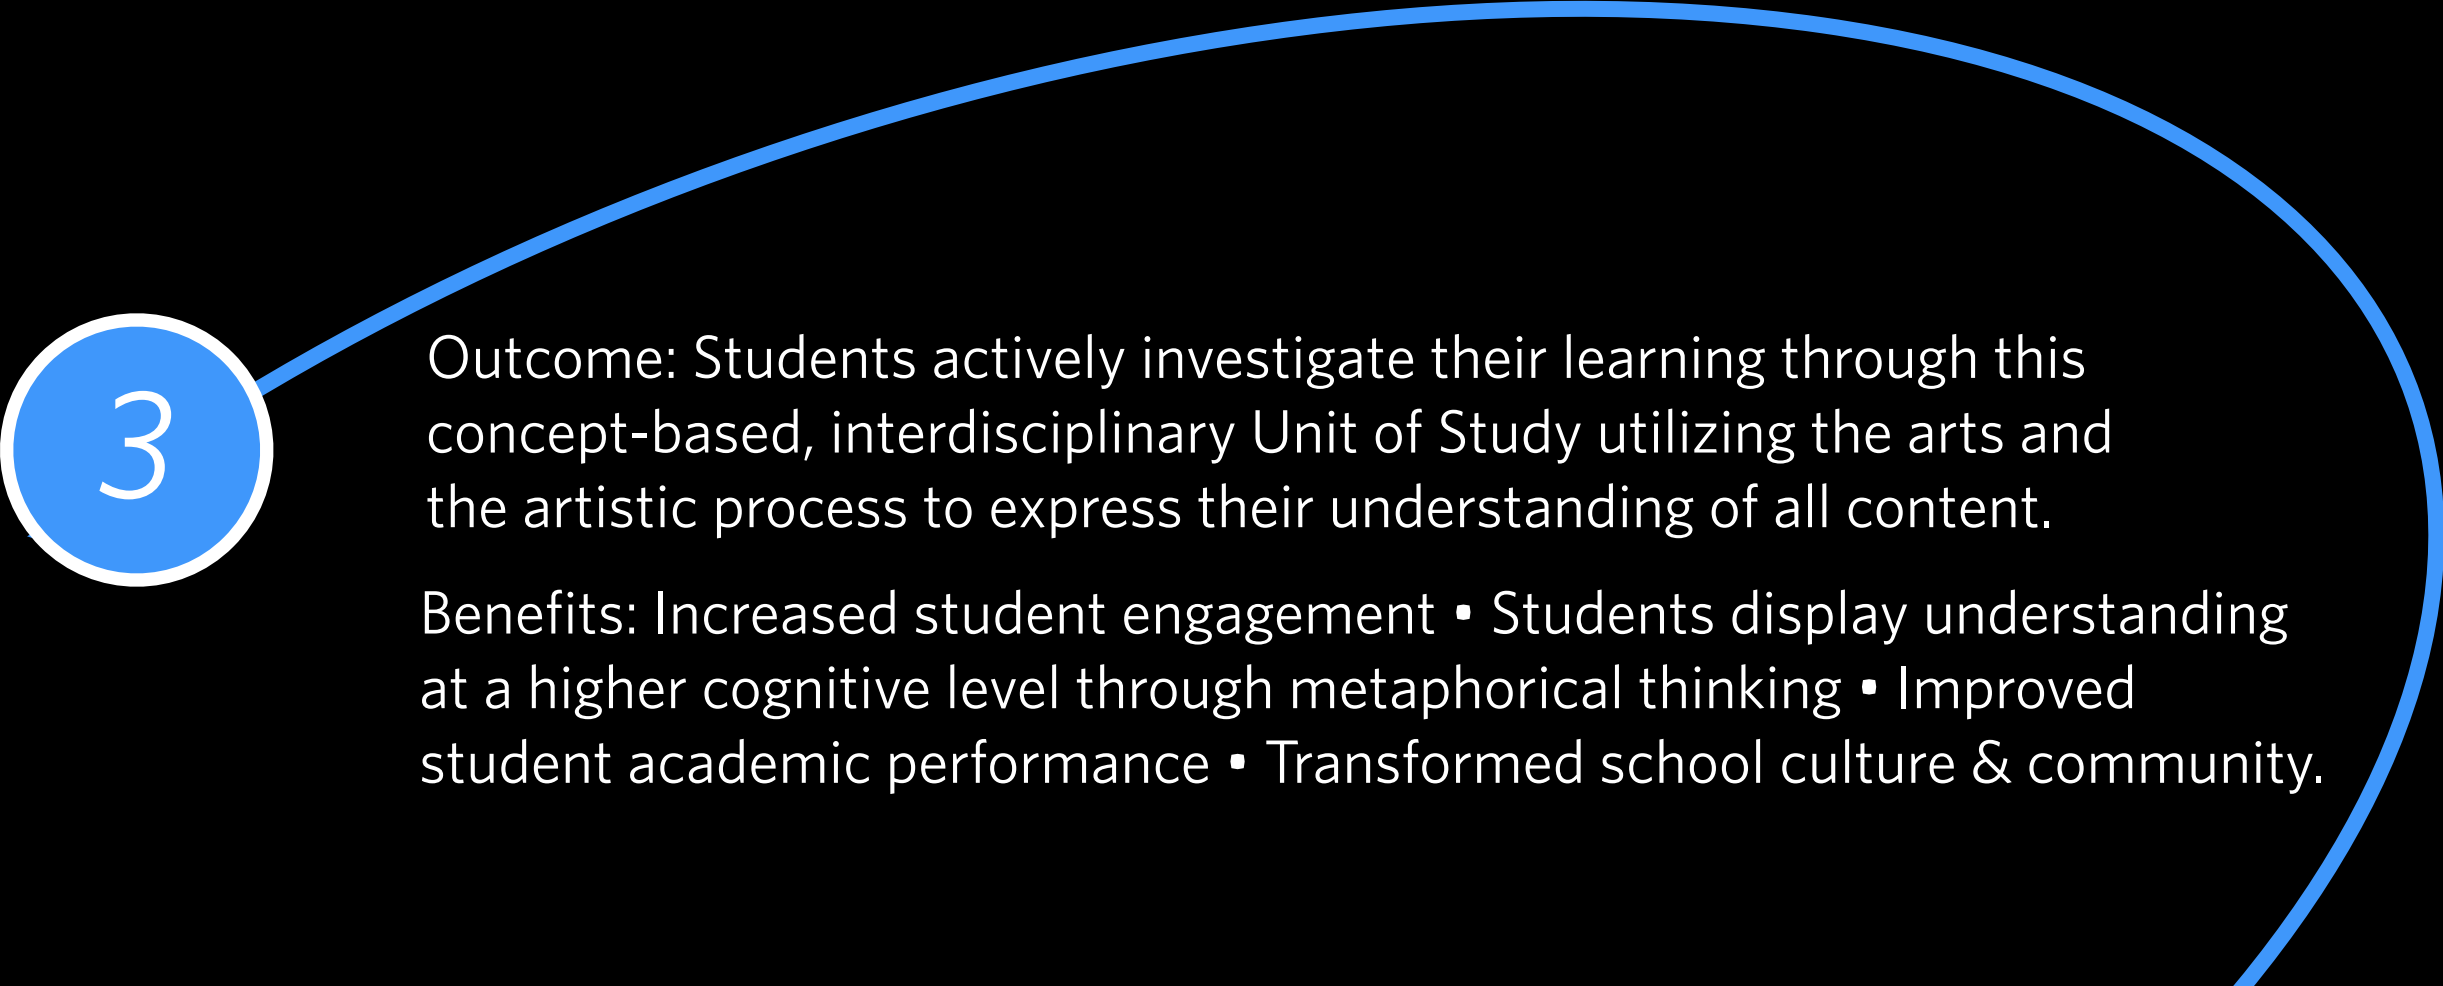 3
Outcome: Students actively investigate their learning through this
concept-based, interdisciplinary Unit of Study utilizing the arts and
the artistic process to express their understanding of all content.
Benefits: Increased student engagement • Students display understanding
at a higher cognitive level through metaphorical thinking • Improved
student academic performance • Transformed school culture & community.